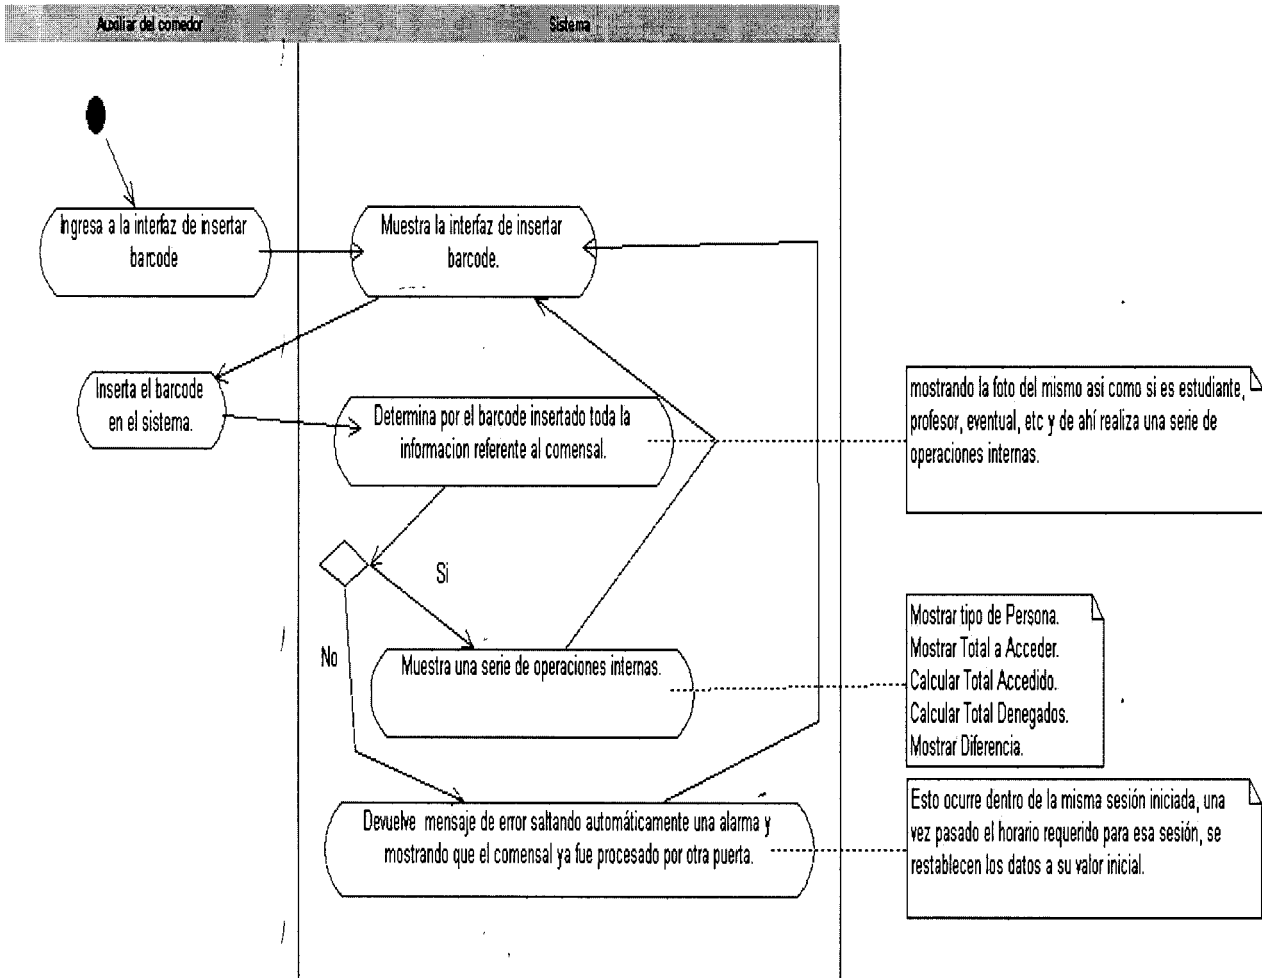 Auxiliar del comedor
Sistema
Ingresa a la interfaz de insertar
barcode
Muestra la interfaz de insertar
barcode.
Inserta el barcode
en el sistema.
Determina por el barcode insertado toda la
informacion referente al comensal.
mostrando la foto del mismo asi como si es estudiante,
profesor, eventual, etc y de ahí realiza una serie de
operaciones internas.
Si
No
Muestra una serie de operaciones internas.
Mostrar tipo de Persona.
Mostrar Total a Acceder.
Calcular Total Accedido.
Calcular Total Denegados.
Mostrar Diferencia.
Devuelve mensaje de error saltando automáticamente una alarma y
mostrando que el comensal ya fue procesado por otra puerta.
Esto ocurre dentro de la misma sesión iniciada, una
vez pasado el horario requerido para esa sesión, se
restablecen los datos a su valor inicial.